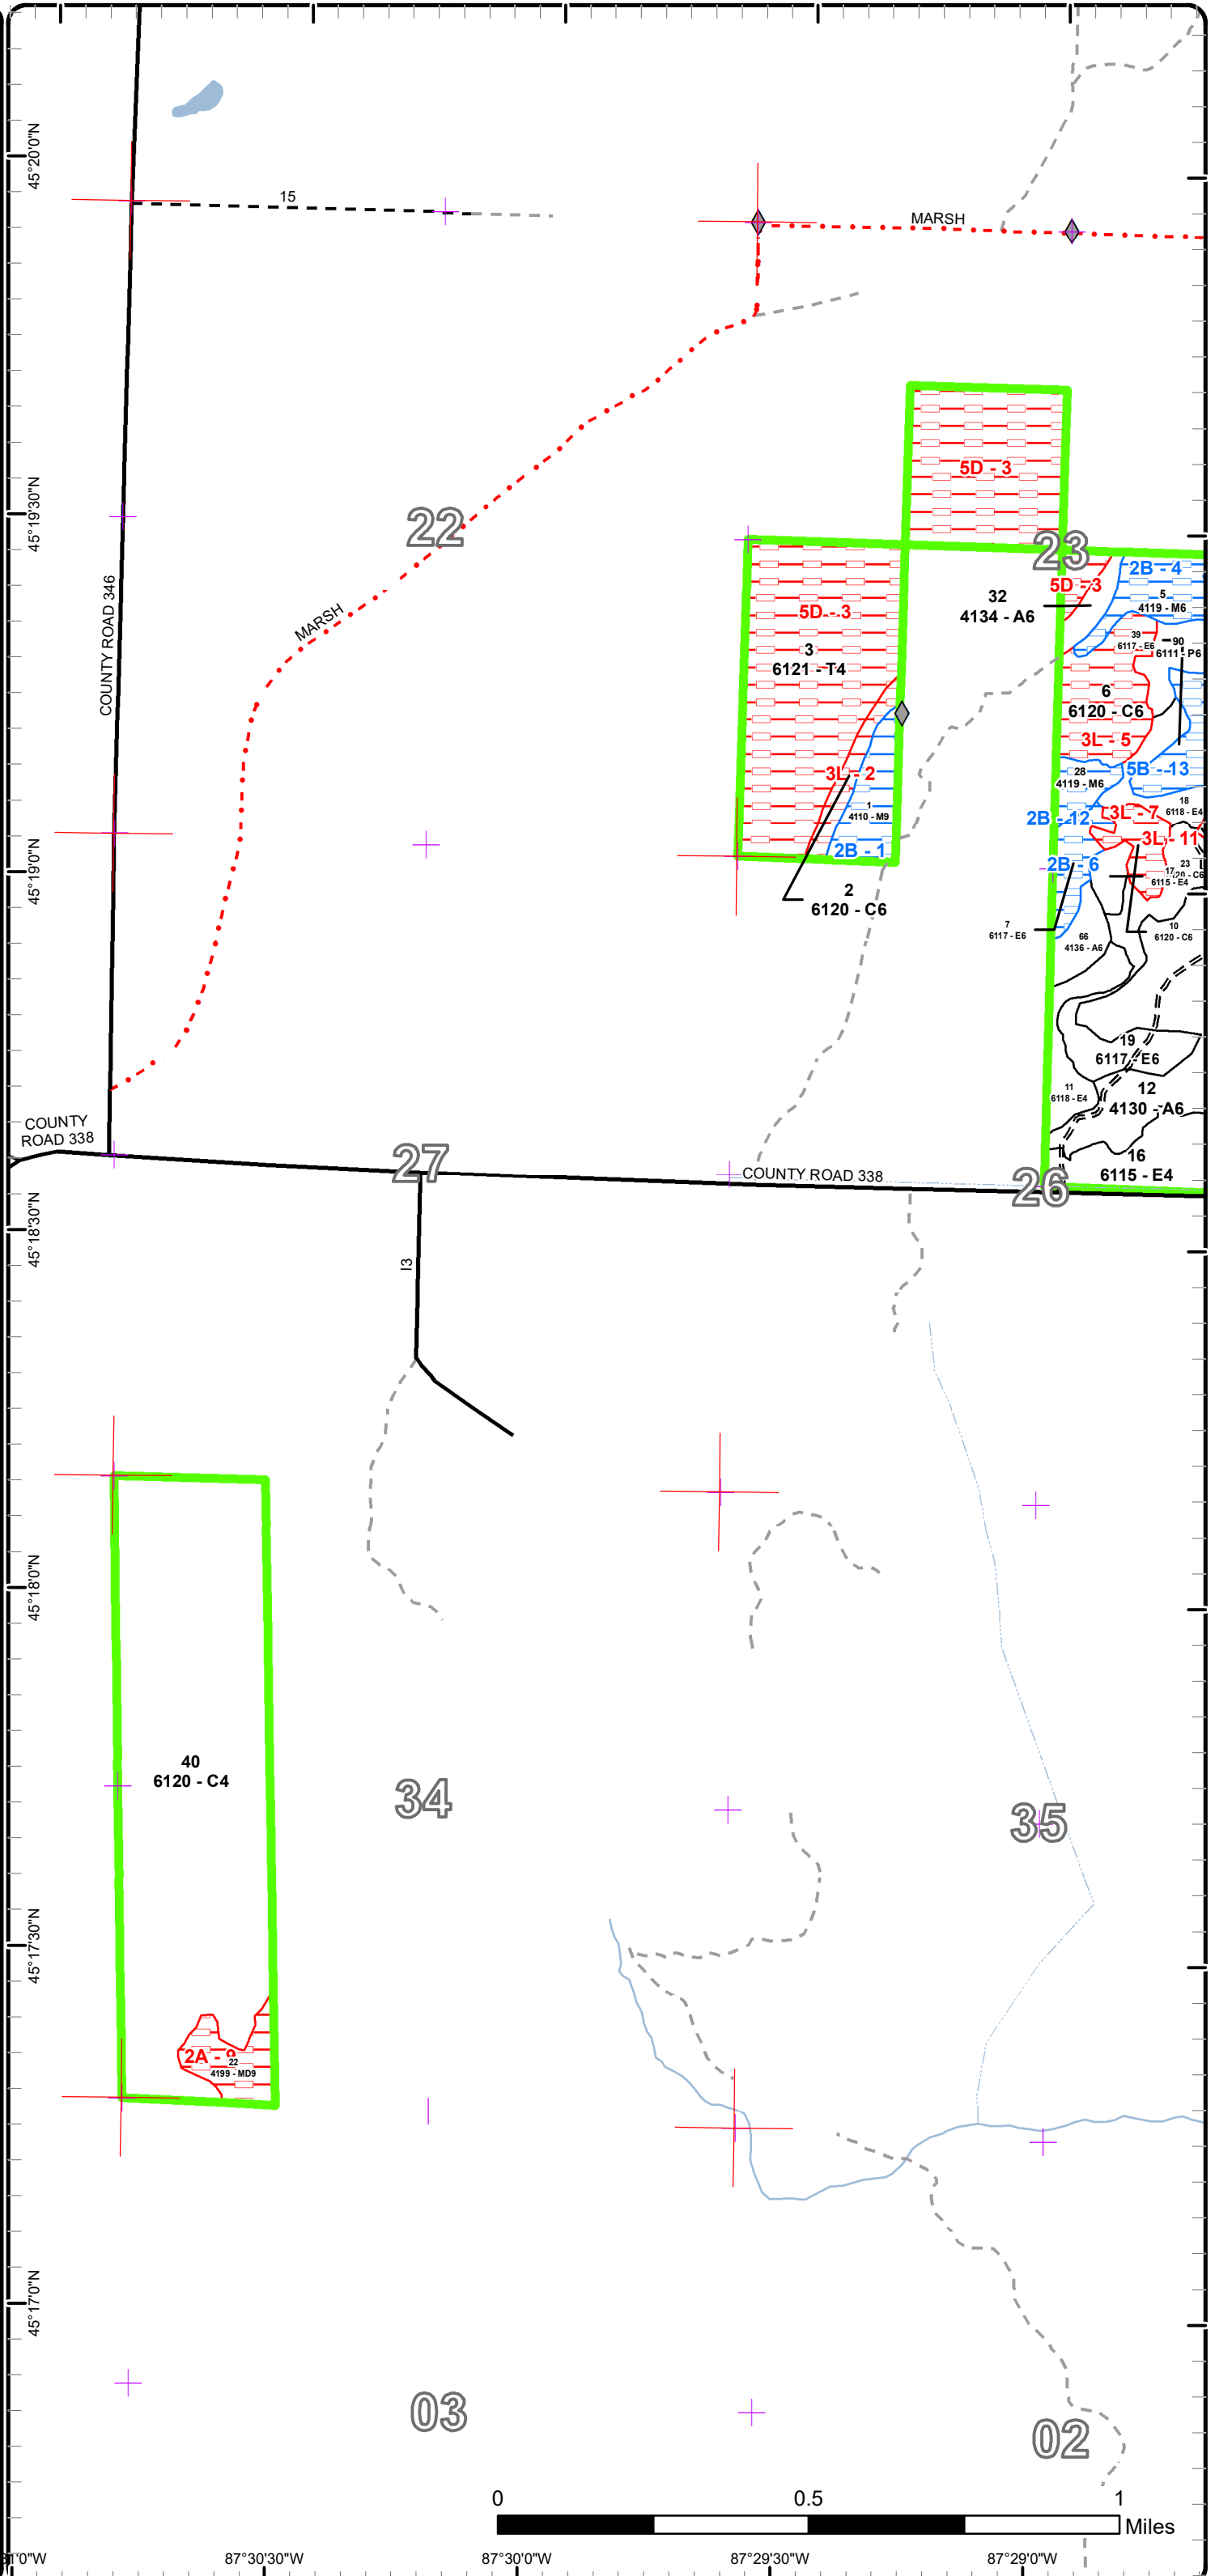 45°20'0"N
15
MARSH
5D - 3
45°19'30"N
22
23
2B - 4
5D - 3
5
4119 - M6
32
4134 - A6
5D - 3
COUNTY ROAD 346
MARSH
39
6117 - E6
90
6111 - P6
3
6121 - T4
6
6120 - C6
3L - 5
3L - 2
28
4119 - M6
5B - 13
1
4110 - M9
18
6118 - E4
2B - 12
3L - 7
3L - 11
2B - 1
2B - 6
23
17
6115 - E4
45°19'0"N
2
6120 - C6
7
6117 - E6
66
4136 - A6
10
6120 - C6
19
6117 - E6
11
6118 - E4
12
4130 - A6
COUNTY
ROAD 338
27
COUNTY ROAD 338
16
6115 - E4
26
45°18'30"N
I3
45°18'0"N
40
6120 - C4
34
35
45°17'30"N
2A - 9
22
4199 - MD9
45°17'0"N
03
02
0
0.5
1
Miles
87°30'30"W
87°30'0"W
87°29'30"W
87°29'0"W